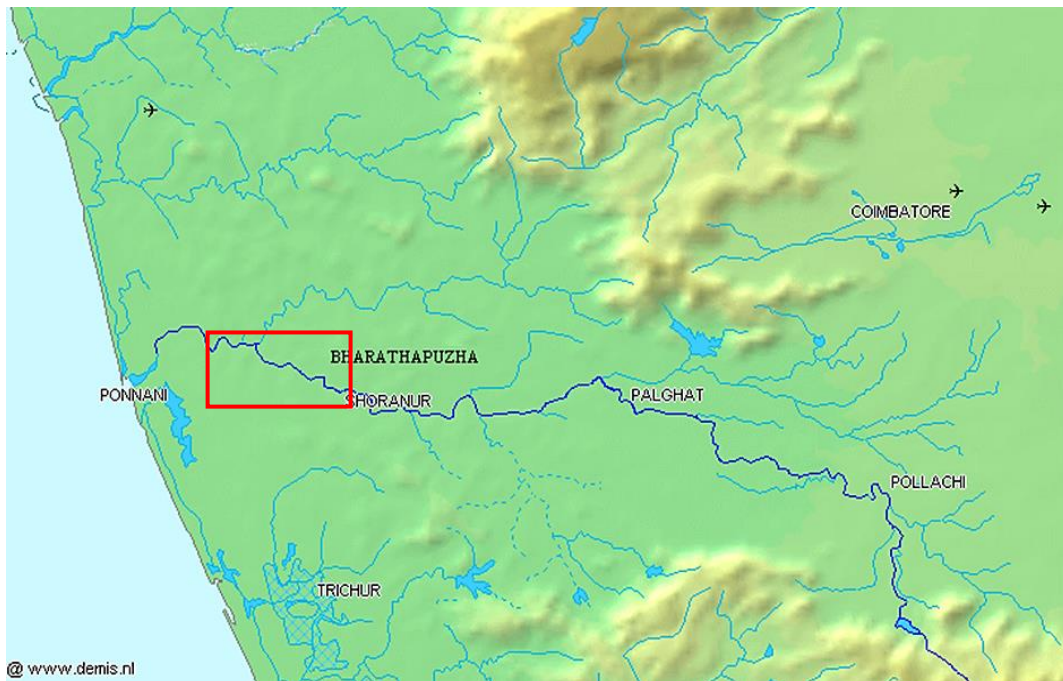 COIMBATORE
BHARATHAPUZHA
PONNANI
SHORANUR
PALGHAT
POLLACHI
TRICHUR
@ www.demis.nl